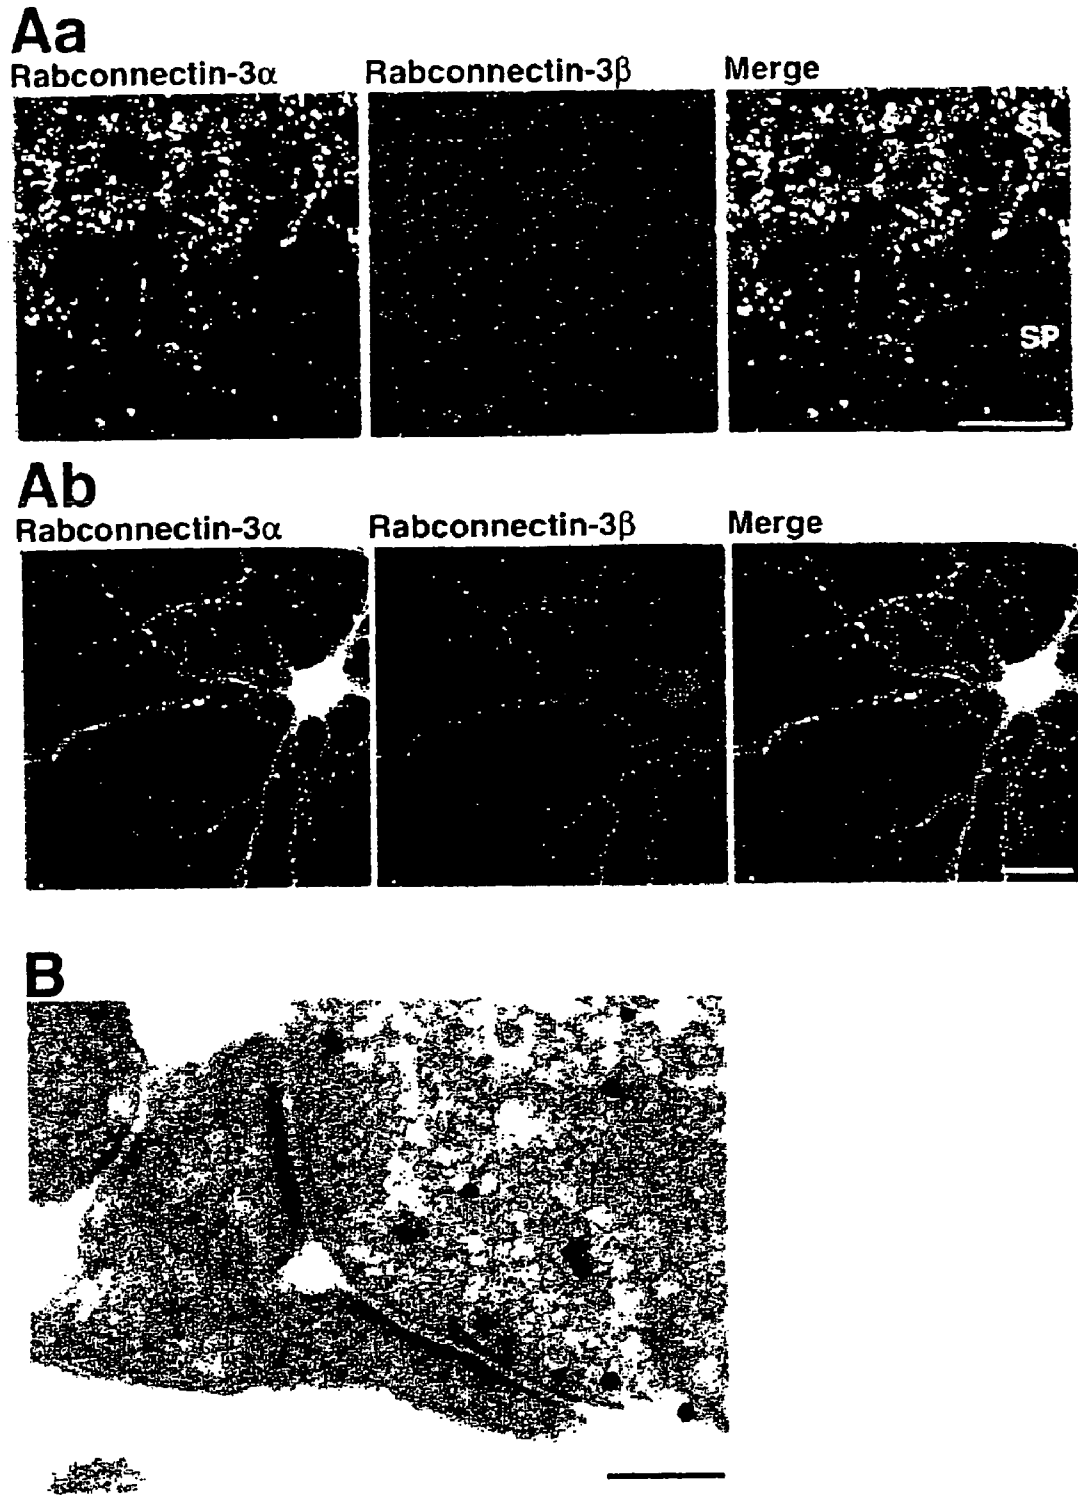 Aa
Rabconnectin-3α Rabconnectin-3β Merge
SL
SP
Ab
Rabconnectin-3α Rabconnectin-3β Merge
B